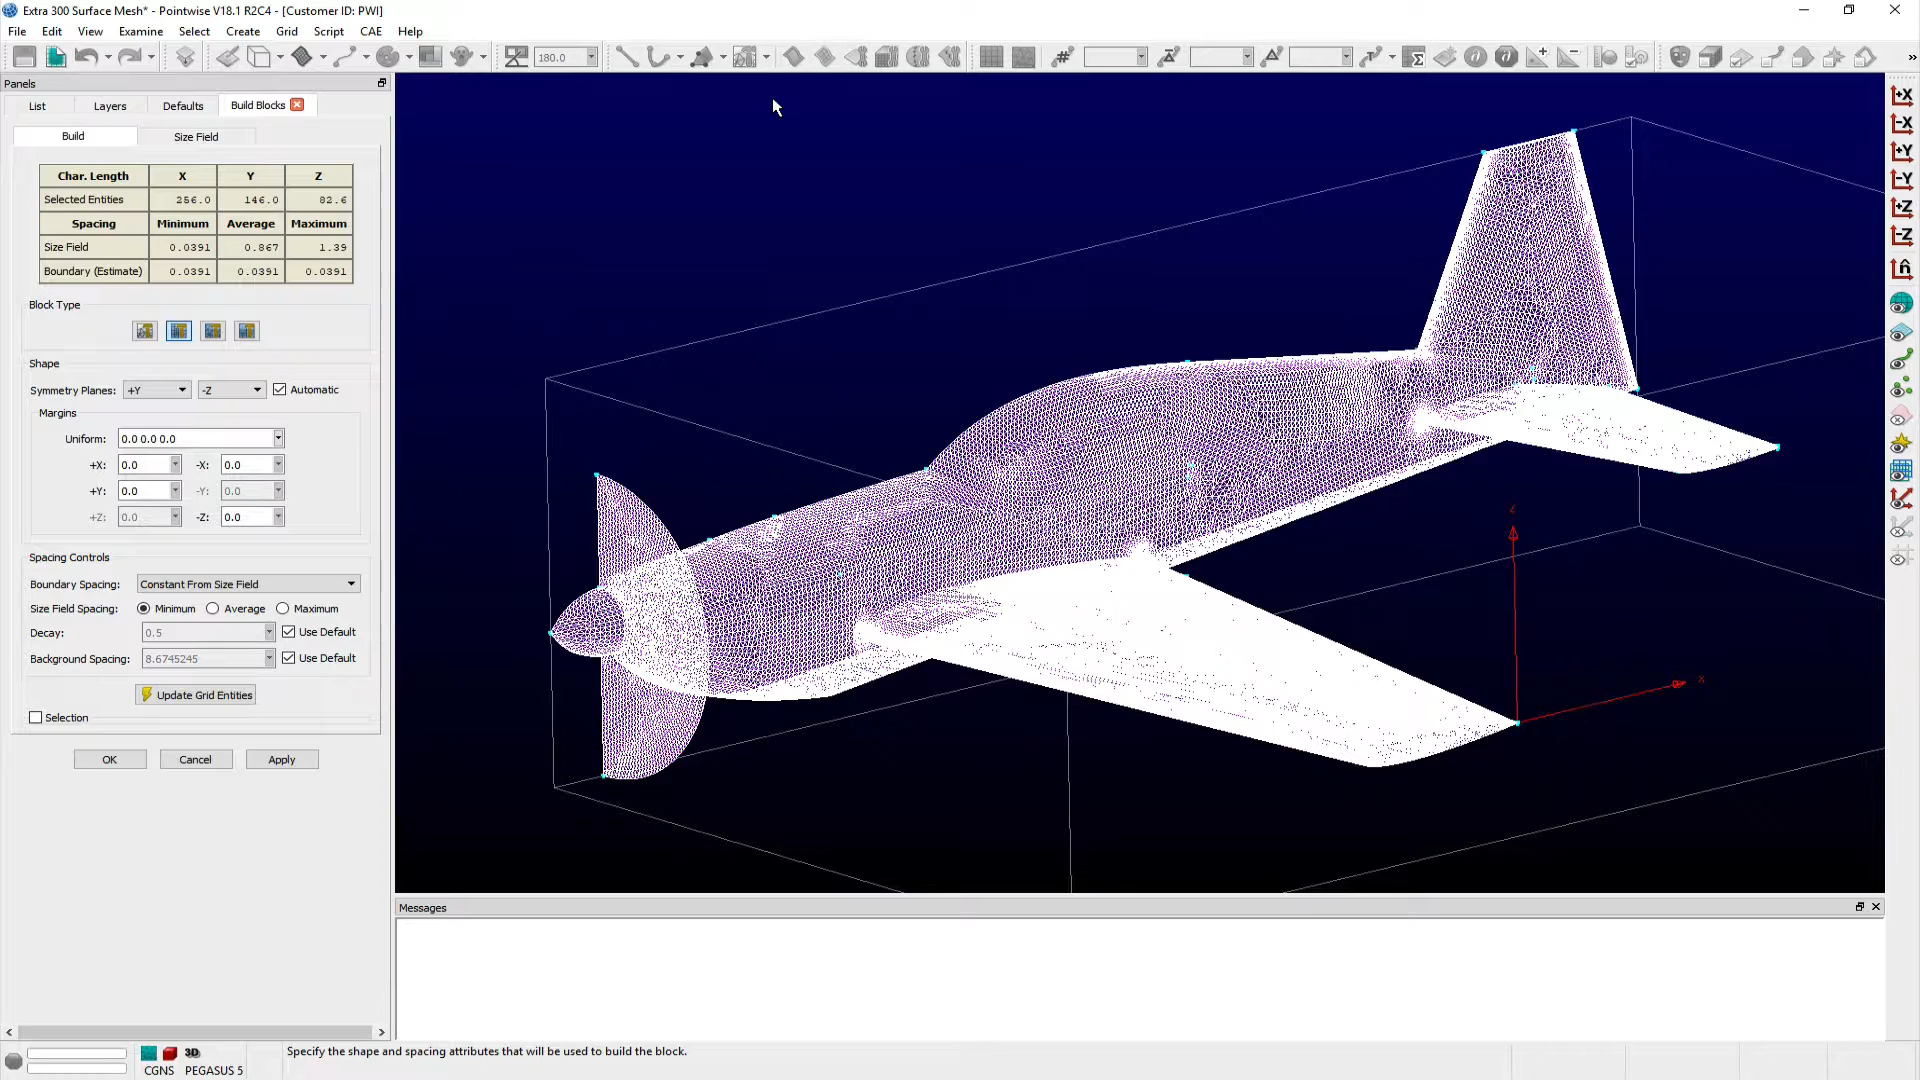 Extra 300 Surface Mesh* - Pointwise V18.1 R2C4 - [Customer ID: PWI]
File Edit View Examine Select Create Grid Script CAE Help
180.0
Panels
List Layers Defaults Build Blocks
Build Size Field
Char. Length X Y Z
Selected Entities 256.0 146.0 82.6
Spacing Minimum Average Maximum
Size Field 0.0391 0.867 1.39
Boundary (Estimate) 0.0391 0.0391 0.0391
Block Type
Shape
Symmetry Planes: +Y -Z Automatic
Margins
Uniform: 0.0 0.0 0.0
+X: 0.0 -X: 0.0
+Y: 0.0 -Y: 0.0
+Z: 0.0 -Z: 0.0
Spacing Controls
Boundary Spacing: Constant From Size Field
Size Field Spacing: Minimum Average Maximum
Decay: 0.5 Use Default
Background Spacing: 8.6745245 Use Default
Update Grid Entities
Selection
OK Cancel Apply
Z
X
+X
-X
+Y
-Y
+Z
-Z
n̂
Messages
3D
CGNS PEGASUS 5
Specify the shape and spacing attributes that will be used to build the block.